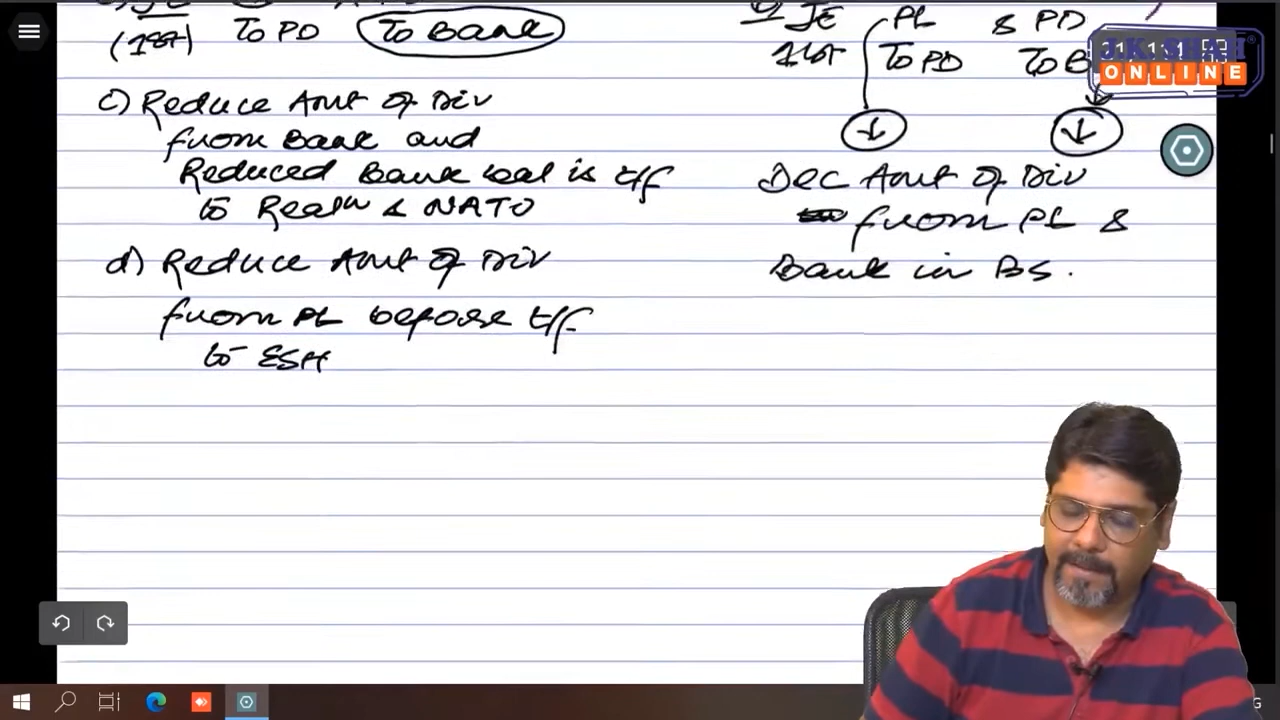 (1st) To PD To Bank
c) Reduce Amt of Div
from Bank and
Reduced Bank bal is t/f
to Realn & NATO
d) Reduce Amt of Div
from PL before t/f
to ESH
JE PL & PD
1st To PD To B
Dec Amt of Div
from PL &
Bank in BS.
J.K. SHAH
ONLINE
G